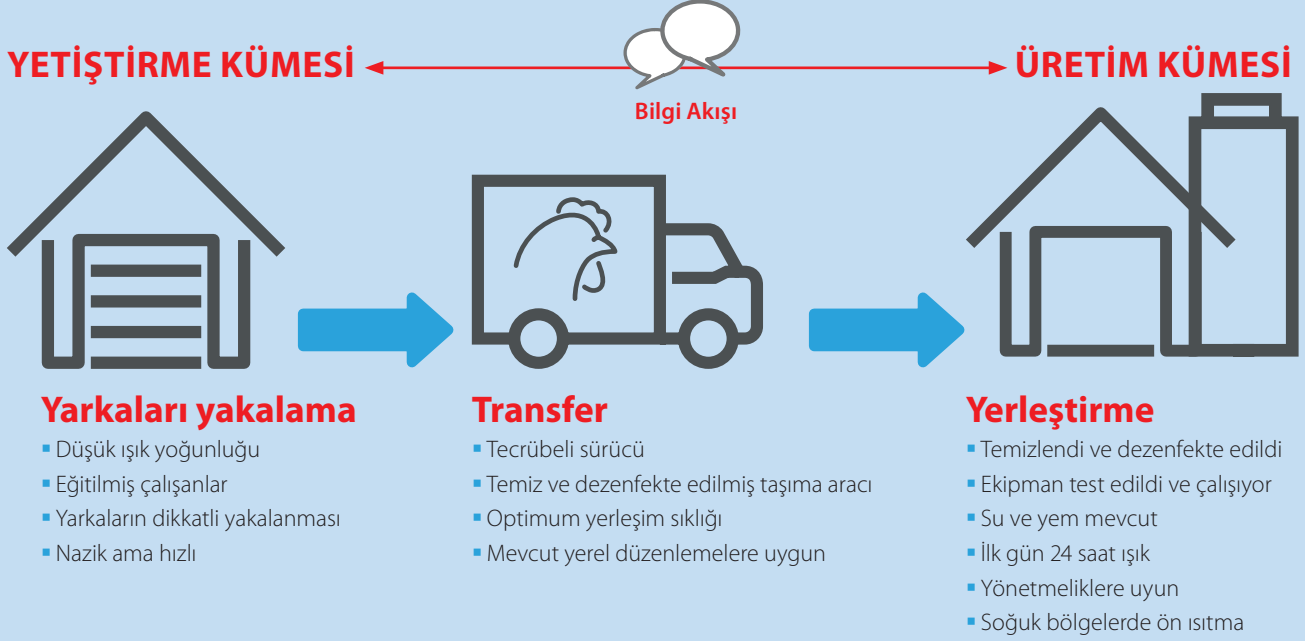 YETİŞTİRME KÜMESİ
Bilgi Akışı
ÜRETİM KÜMESİ
Yarkaları yakalama
▪ Düşük ışık yoğunluğu
▪ Eğitilmiş çalışanlar
▪ Yarkaların dikkatli yakalanması
▪ Nazik ama hızlı
Transfer
▪ Tecrübeli sürücü
▪ Temiz ve dezenfekte edilmiş taşıma aracı
▪ Optimum yerleşim sıklığı
▪ Mevcut yerel düzenlemelere uygun
Yerleştirme
▪ Temizlendi ve dezenfekte edildi
▪ Ekipman test edildi ve çalışıyor
▪ Su ve yem mevcut
▪ İlk gün 24 saat ışık
▪ Yönetmeliklere uyun
▪ Soğuk bölgelerde ön ısıtma